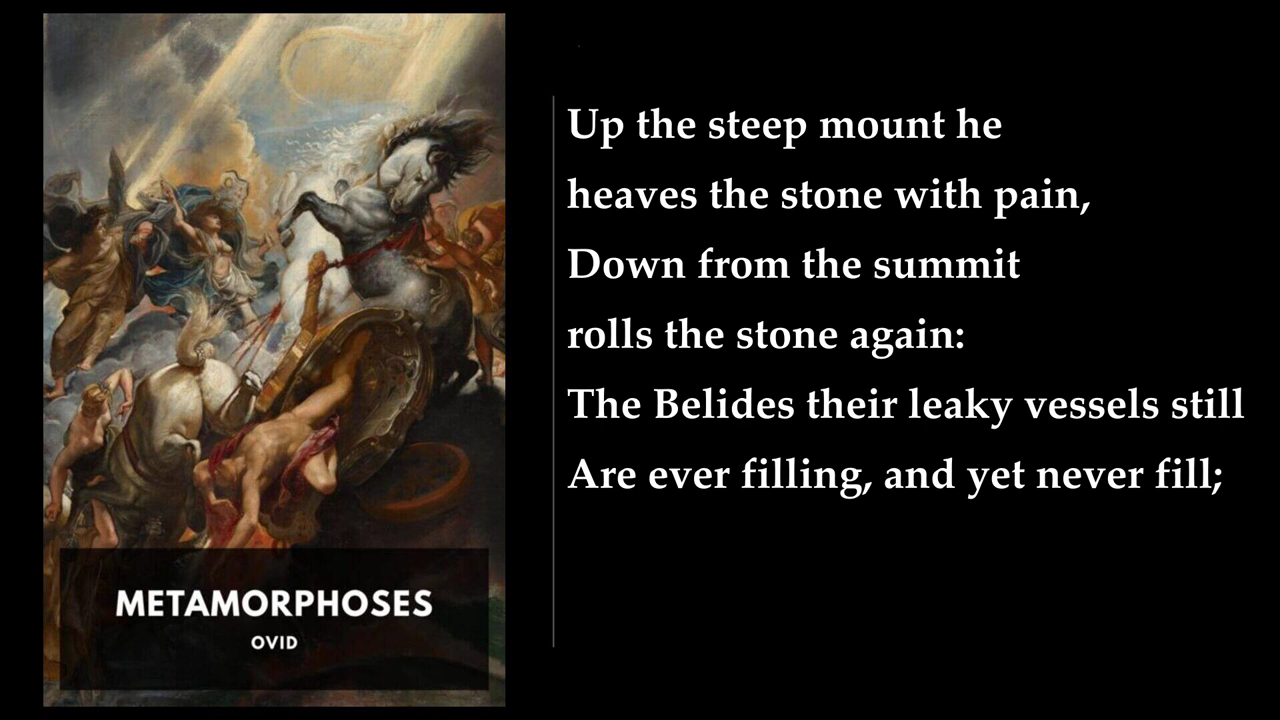 METAMORPHOSES
OVID
Up the steep mount he
heaves the stone with pain,
Down from the summit
rolls the stone again:
The Belides their leaky vessels still
Are ever filling, and yet never fill;